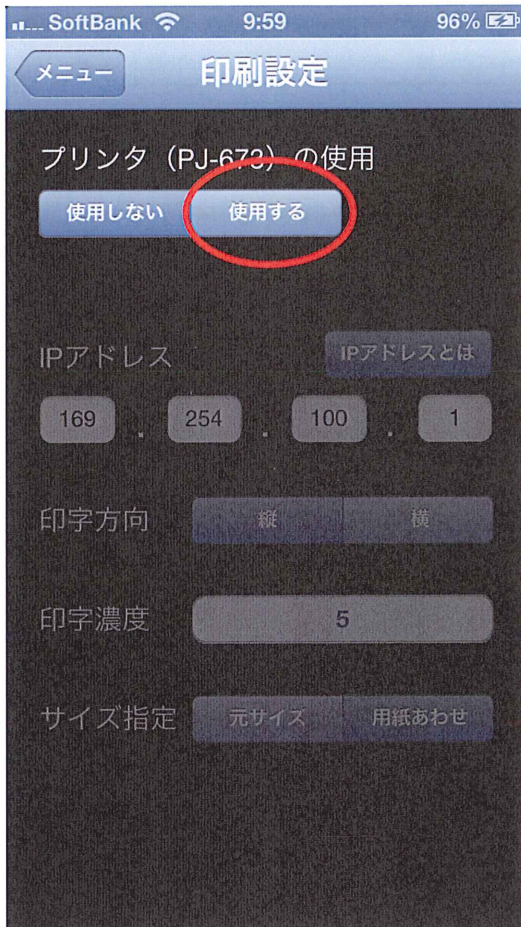 SoftBank 9:59 96%
メニュー 印刷設定
プリンタ（PJ-673）の使用
使用しない 使用する
IPアドレス IPアドレスとは
169 . 254 . 100 . 1
印字方向 縦 横
印字濃度 5
サイズ指定 元サイズ 用紙あわせ